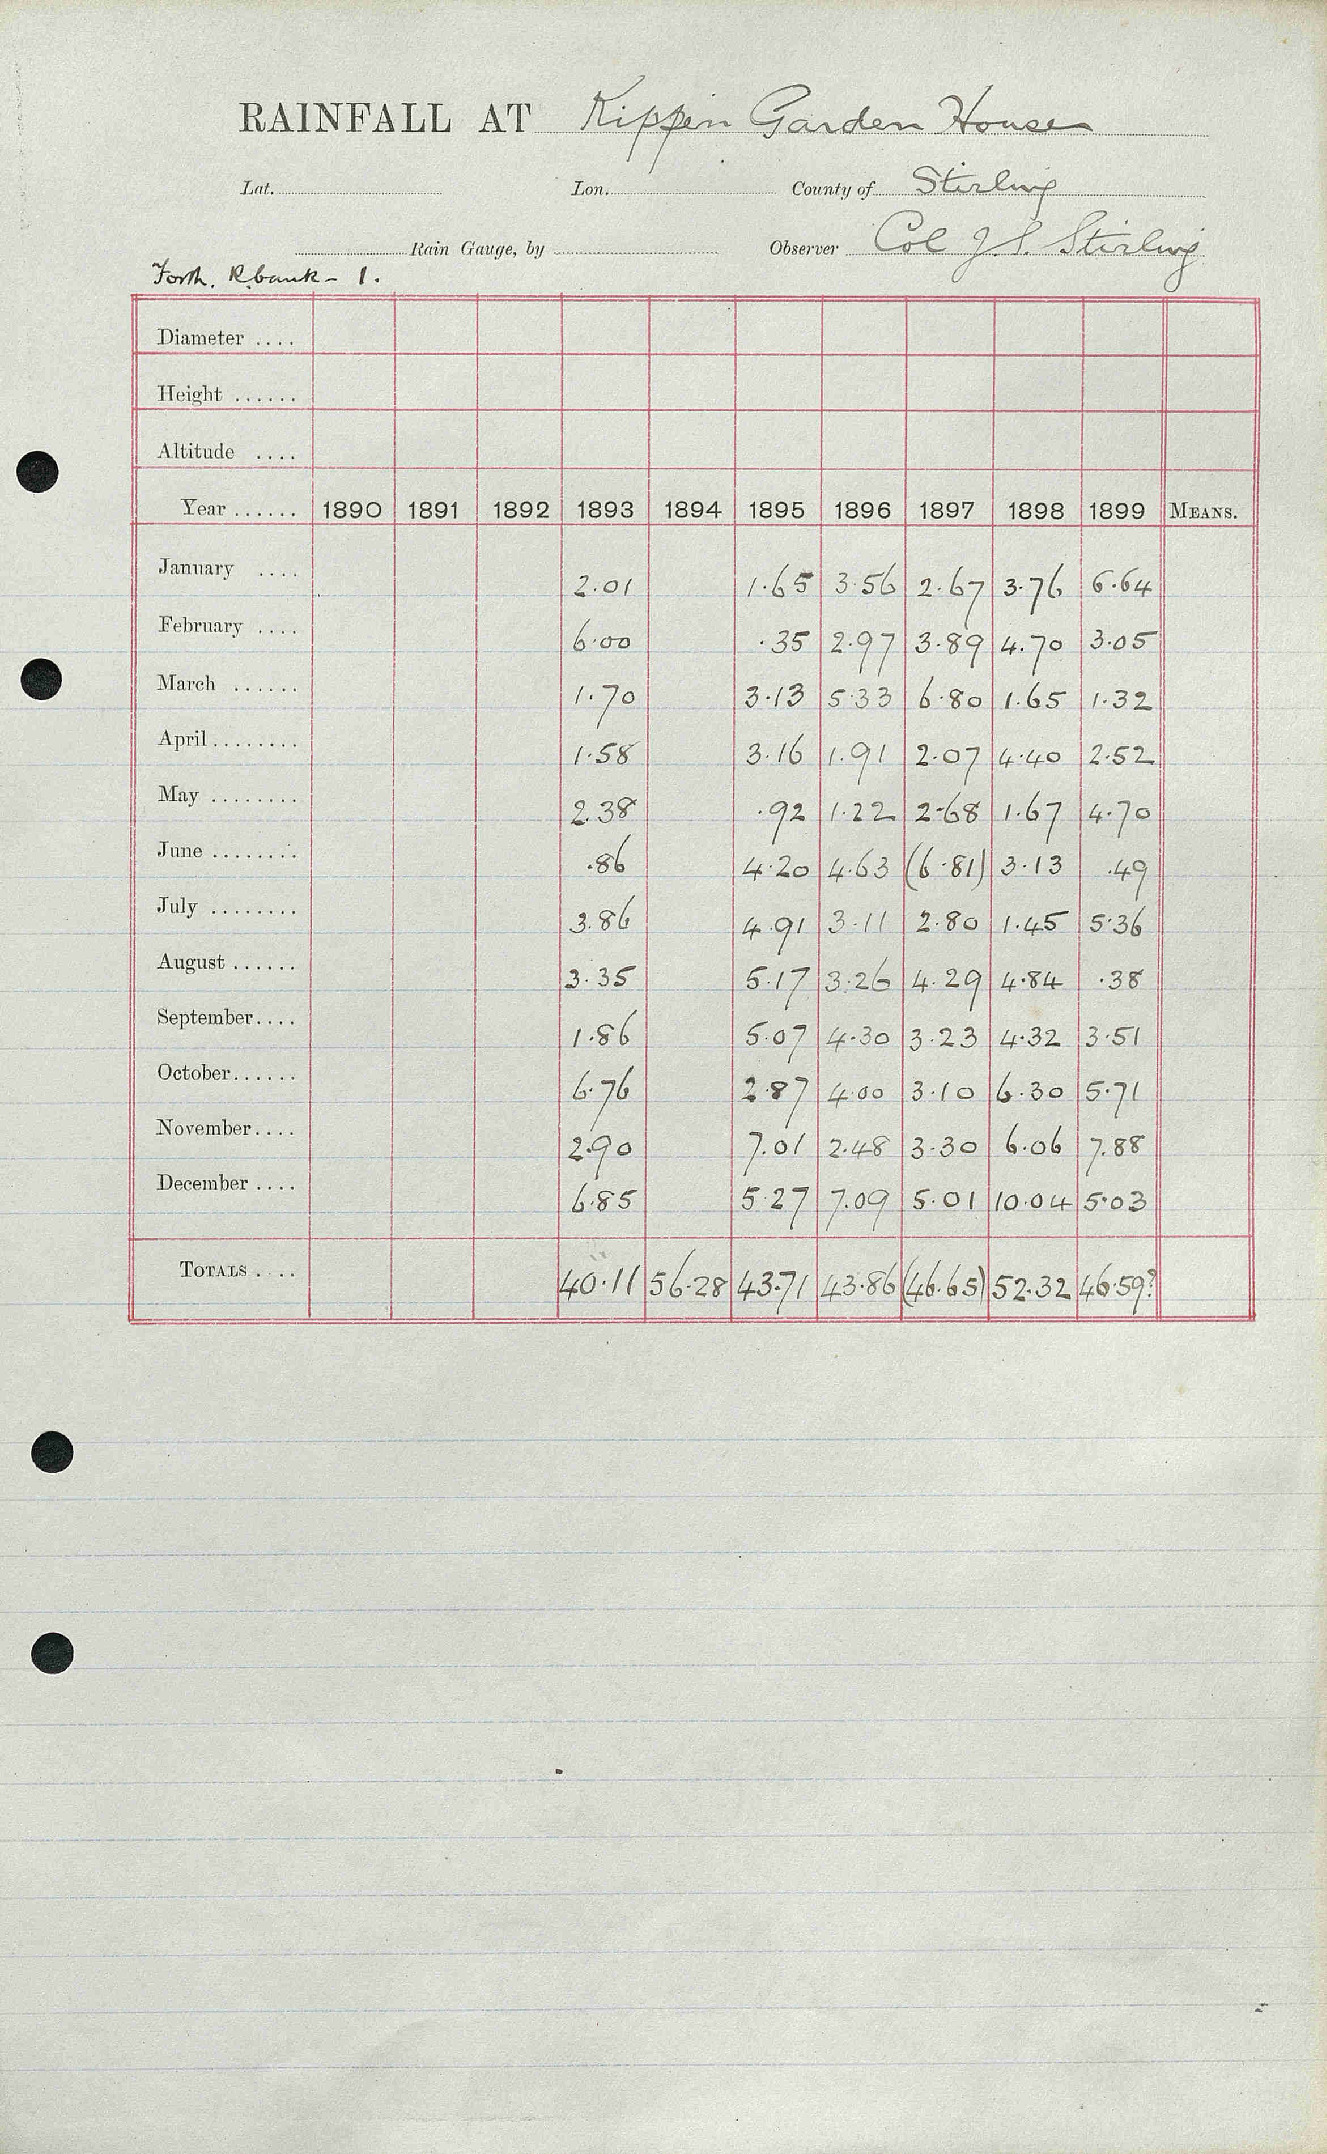 RAINFALL AT Kippen Garden House
Lat. Lon. County of Stirling
Rain Gauge, by Observer Col J. S. Stirling
Forth. R.bank - 1.
Diameter ....
Height ......
Altitude ....
Year ...... 1890 1891 1892 1893 1894 1895 1896 1897 1898 1899 MEANS.
January .... 2.01 1.65 3.56 2.67 3.76 6.64
February .... 6.00 .35 2.97 3.89 4.70 3.05
March ...... 1.70 3.13 5.33 6.80 1.65 1.32
April ........ 1.58 3.16 1.91 2.07 4.40 2.52
May ........ 2.38 .92 1.22 2.68 1.67 4.70
June ........ .86 4.20 4.63 (6.81) 3.13 .49
July ........ 3.86 4.91 3.11 2.80 1.45 5.36
August ...... 3.35 5.17 3.26 4.29 4.84 .38
September.... 1.86 5.07 4.30 3.23 4.32 3.51
October...... 6.76 2.87 4.00 3.10 6.30 5.71
November.... 2.90 7.01 2.48 3.30 6.06 7.88
December .... 6.85 5.27 7.09 5.01 10.04 5.03
TOTALS .... 40.11 56.28 43.71 43.86 (46.65) 52.32 46.59?